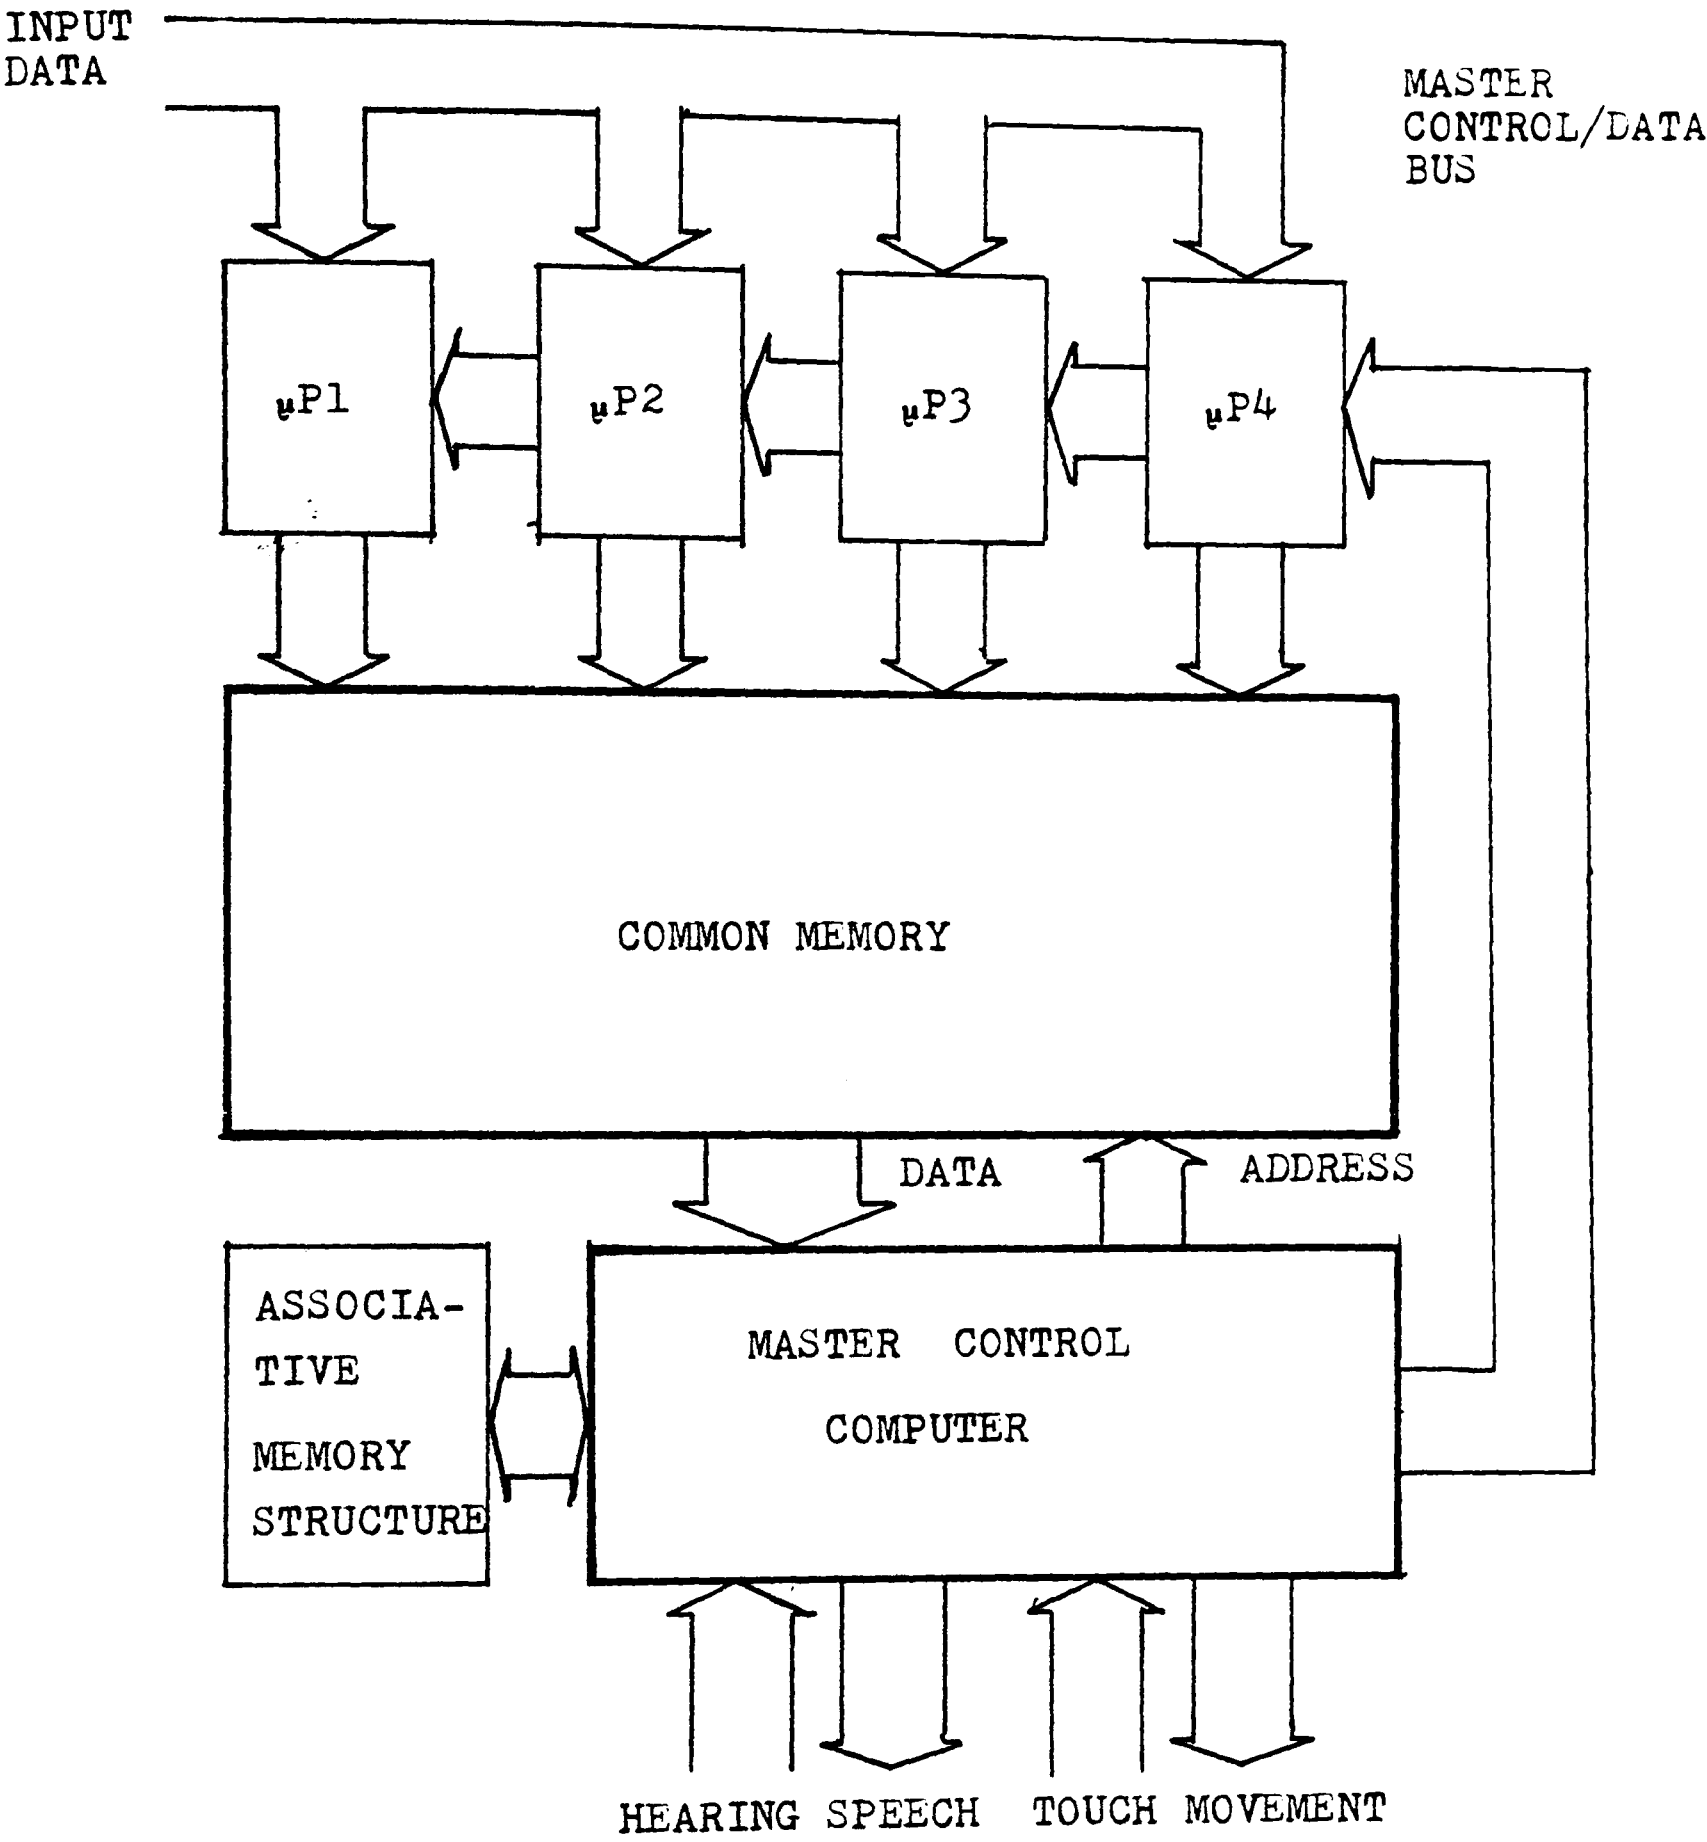 INPUT
DATA
MASTER
CONTROL/DATA
BUS
µP1
µP2
µP3
µP4
COMMON MEMORY
DATA
ADDRESS
ASSOCIA-
TIVE
MEMORY
STRUCTURE
MASTER CONTROL
COMPUTER
HEARING SPEECH TOUCH MOVEMENT